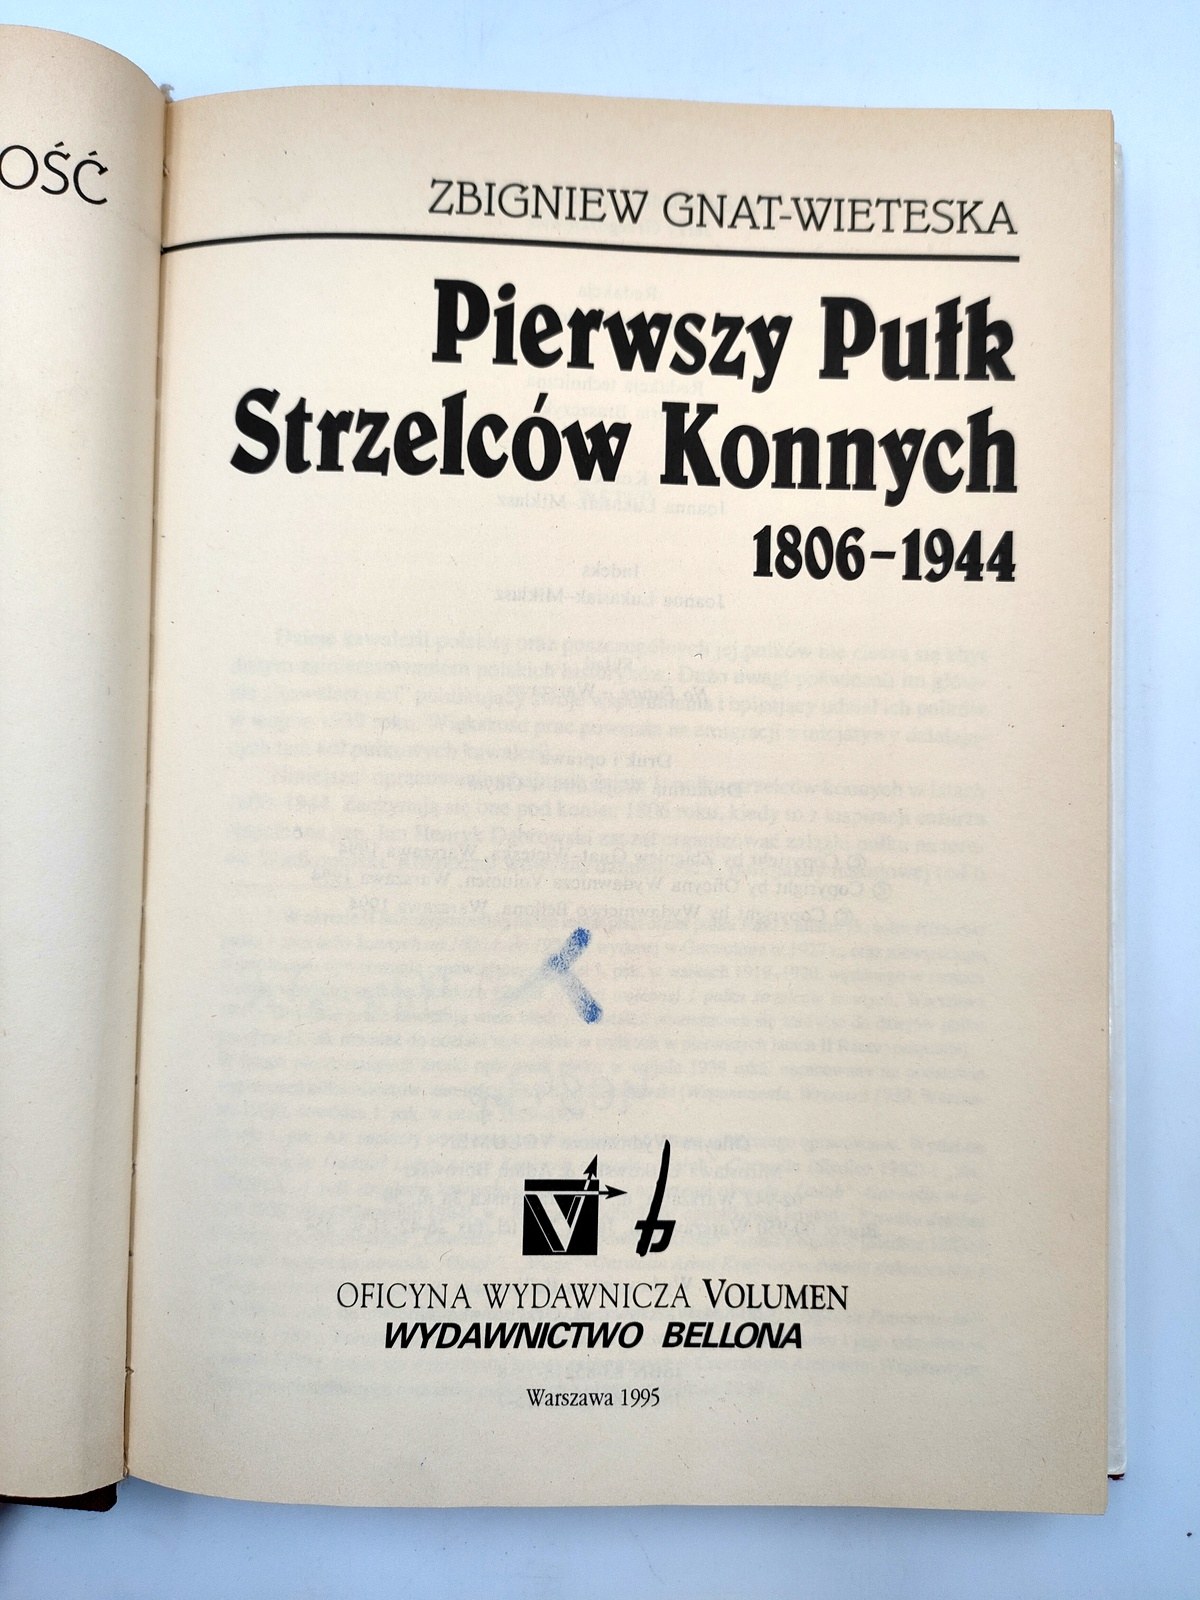 OŚĆ
ZBIGNIEW GNAT-WIETESKA
Pierwszy Pułk
Strzelców Konnych
1806-1944
V
OFICYNA WYDAWNICZA VOLUMEN
WYDAWNICTWO BELLONA
Warszawa 1995